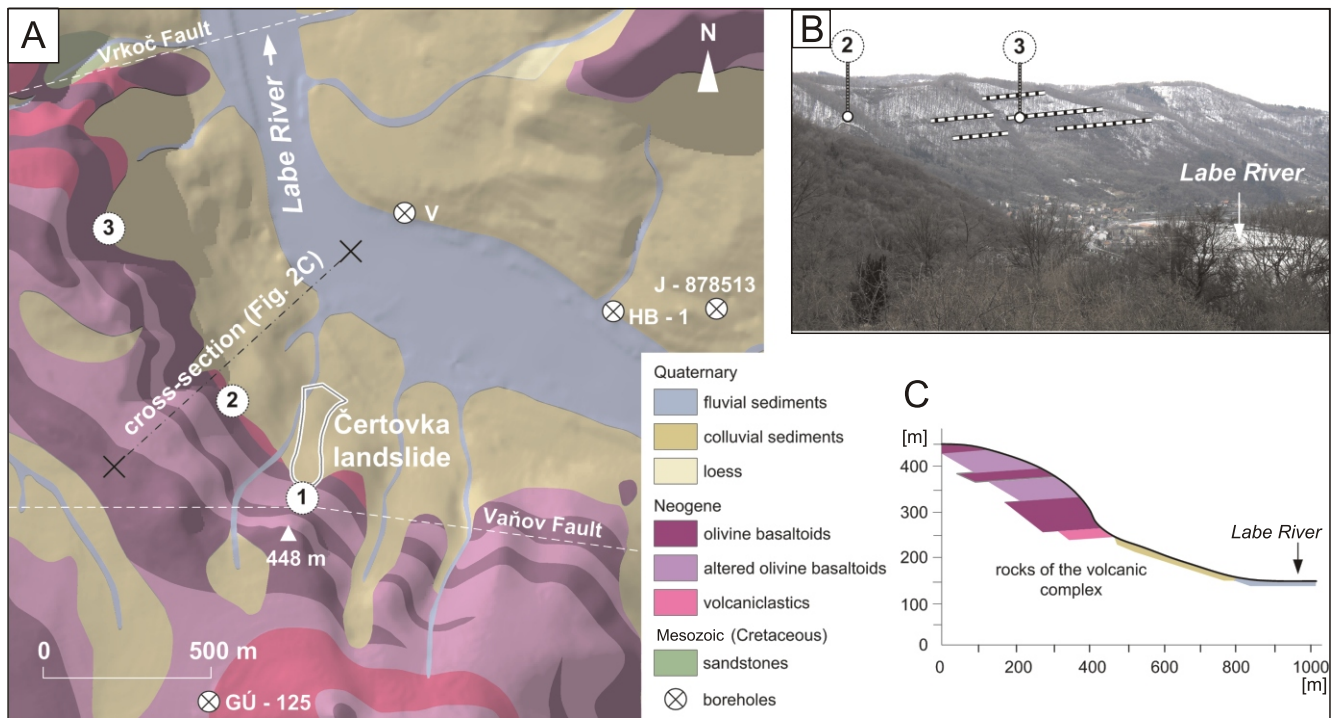 A
Vrkoč Fault
Labe River →
N
3
V
cross-section (Fig. 2C)
J - 878513
HB - 1
2
Čertovka
landslide
1
Vaňov Fault
448 m
0 500 m
GÚ - 125
B
2
3
Labe River
Quaternary
fluvial sediments
colluvial sediments
loess
Neogene
olivine basaltoids
altered olivine basaltoids
volcaniclastics
Mesozoic (Cretaceous)
sandstones
boreholes
C
[m]
400
300
200
100
0
Labe River
rocks of the volcanic
complex
0 200 400 600 800 1000
[m]